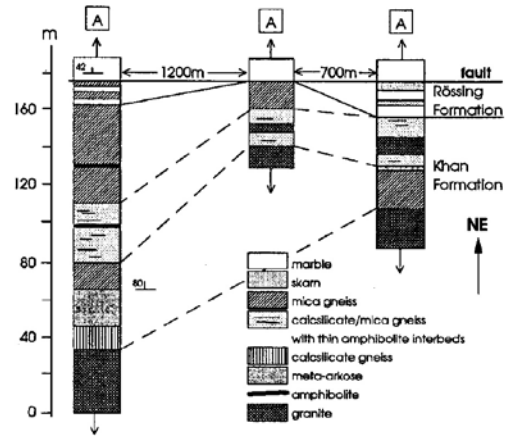 A
A
A
m
42
1200m
700m
fault
Rössing
Formation
160
Khan
Formation
120
NE
80
80
marble
skarn
mica gneiss
calcsilicate/mica gneiss
with thin amphibolite interbeds
40
calcsilicate gneiss
meta-arkose
amphibolite
0
granite